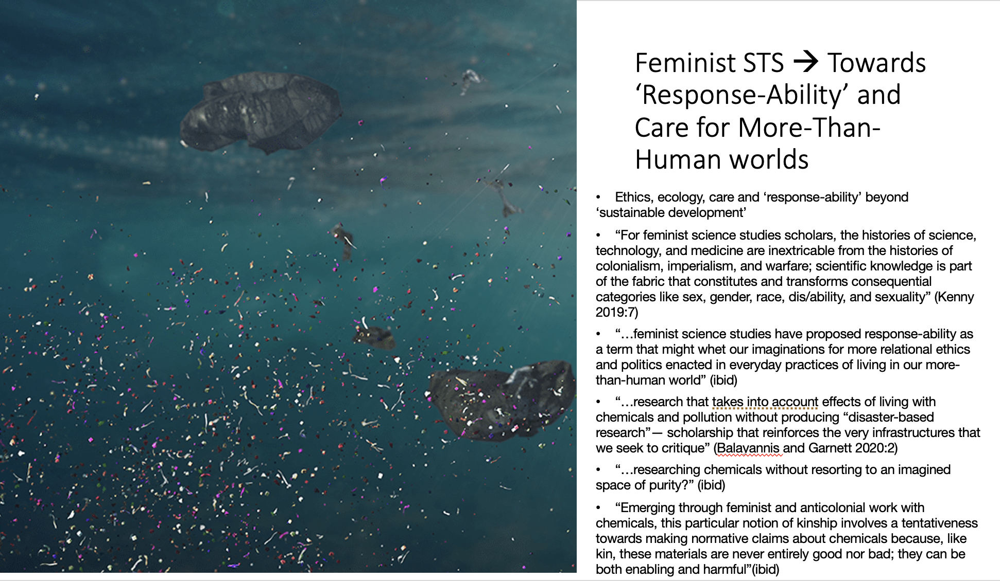 Feminist STS → Towards
‘Response-Ability’ and
Care for More-Than-
Human worlds
• Ethics, ecology, care and ‘response-ability’ beyond
‘sustainable development’
• “For feminist science studies scholars, the histories of science,
technology, and medicine are inextricable from the histories of
colonialism, imperialism, and warfare; scientific knowledge is part
of the fabric that constitutes and transforms consequential
categories like sex, gender, race, dis/ability, and sexuality” (Kenny
2019:7)
• “…feminist science studies have proposed response-ability as
a term that might whet our imaginations for more relational ethics
and politics enacted in everyday practices of living in our more-
than-human world” (ibid)
• “…research that takes into account effects of living with
chemicals and pollution without producing “disaster-based
research”— scholarship that reinforces the very infrastructures that
we seek to critique” (Balayannis and Garnett 2020:2)
• “…researching chemicals without resorting to an imagined
space of purity?” (ibid)
• “Emerging through feminist and anticolonial work with
chemicals, this particular notion of kinship involves a tentativeness
towards making normative claims about chemicals because, like
kin, these materials are never entirely good nor bad; they can be
both enabling and harmful”(ibid)